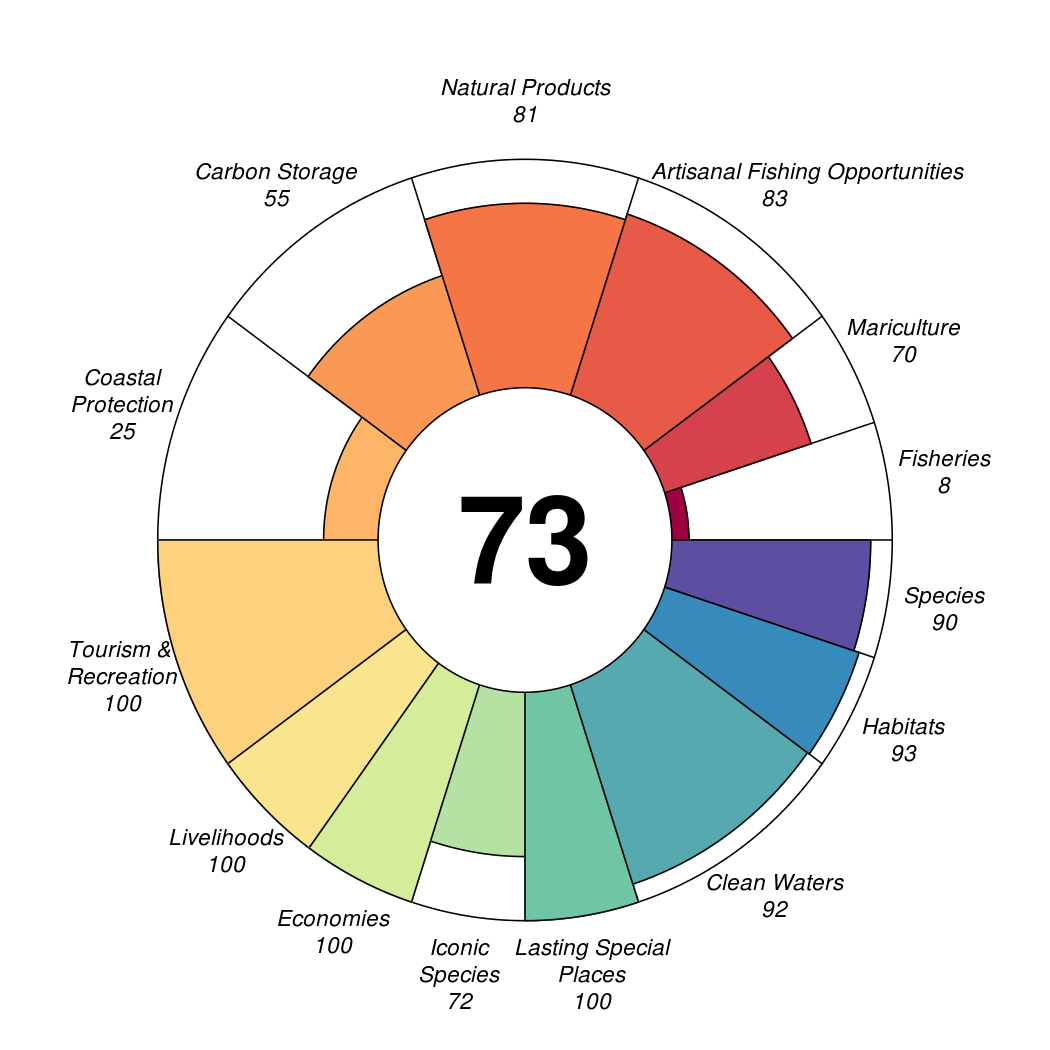 Natural Products
81
Carbon Storage
55
Artisanal Fishing Opportunities
83
Mariculture
70
Coastal
Protection
25
Fisheries
8
73
Species
90
Tourism &
Recreation
100
Habitats
93
Livelihoods
100
Clean Waters
92
Economies
100
Iconic
Species
72
Lasting Special
Places
100